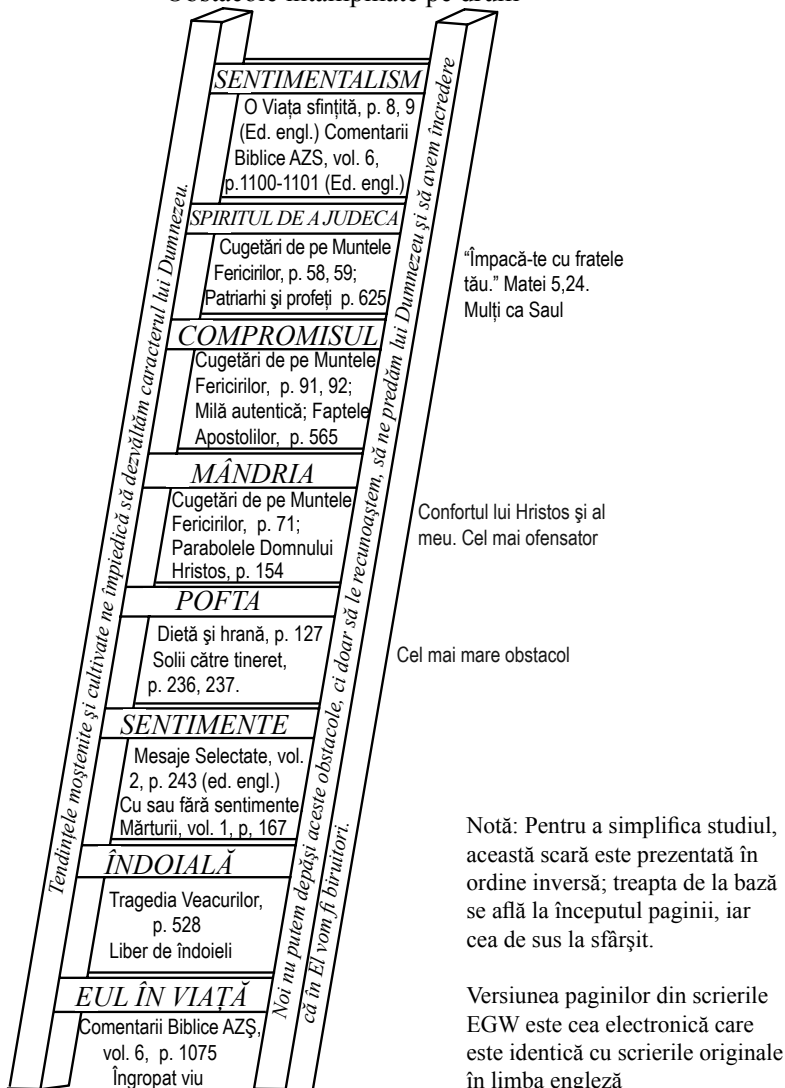 Obstacole întâmpinate pe drum
SENTIMENTALISM
O Viața sfințită, p. 8, 9
(Ed. engl.) Comentarii
Biblice AZS, vol. 6,
p.1100-1101 (Ed. engl.)
SPIRITUL DE A JUDECA
Cugetări de pe Muntele
Fericirilor, p. 58, 59;
Patriarhi şi profeți p. 625
“Împacă-te cu fratele
tău.” Matei 5,24.
Mulți ca Saul
COMPROMISUL
Cugetări de pe Muntele
Fericirilor, p. 91, 92;
Milă autentică; Faptele
Apostolilor, p. 565
MÂNDRIA
Cugetări de pe Muntele
Fericirilor, p. 71;
Parabolele Domnului
Hristos, p. 154
Confortul lui Hristos şi al
meu. Cel mai ofensator
POFTA
Dietă şi hrană, p. 127
Solii către tineret,
p. 236, 237.
Cel mai mare obstacol
SENTIMENTE
Mesaje Selectate, vol.
2, p. 243 (ed. engl.)
Cu sau fără sentimente
Mărturii, vol. 1, p, 167
ÎNDOIALĂ
Tragedia Veacurilor,
p. 528
Liber de îndoieli
EUL ÎN VIAȚĂ
Comentarii Biblice AZŞ,
vol. 6, p. 1075
Îngropat viu
Tendințele moştenite şi cultivate ne împiedică să dezvăltăm caracterul lui Dumnezeu.
Noi nu putem depăşi aceste obstacole, ci doar să le recunoaştem, să ne predăm lui Dumnezeu şi să avem încredere
că în El vom fi biruitori.
Notă: Pentru a simplifica studiul,
această scară este prezentată în
ordine inversă; treapta de la bază
se află la începutul paginii, iar
cea de sus la sfârşit.
Versiunea paginilor din scrierile
EGW este cea electronică care
este identică cu scrierile originale
în limba engleză